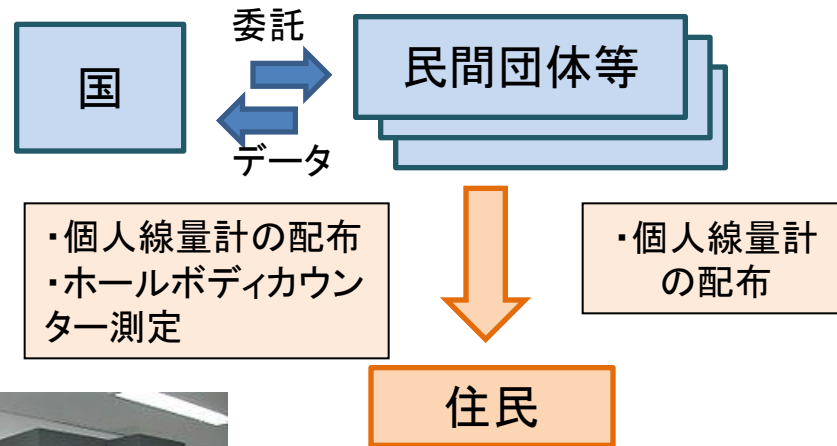 委託
国
民間団体等
データ
・個人線量計の配布
・ホールボディカウン
ター測定
・個人線量計
の配布
住民